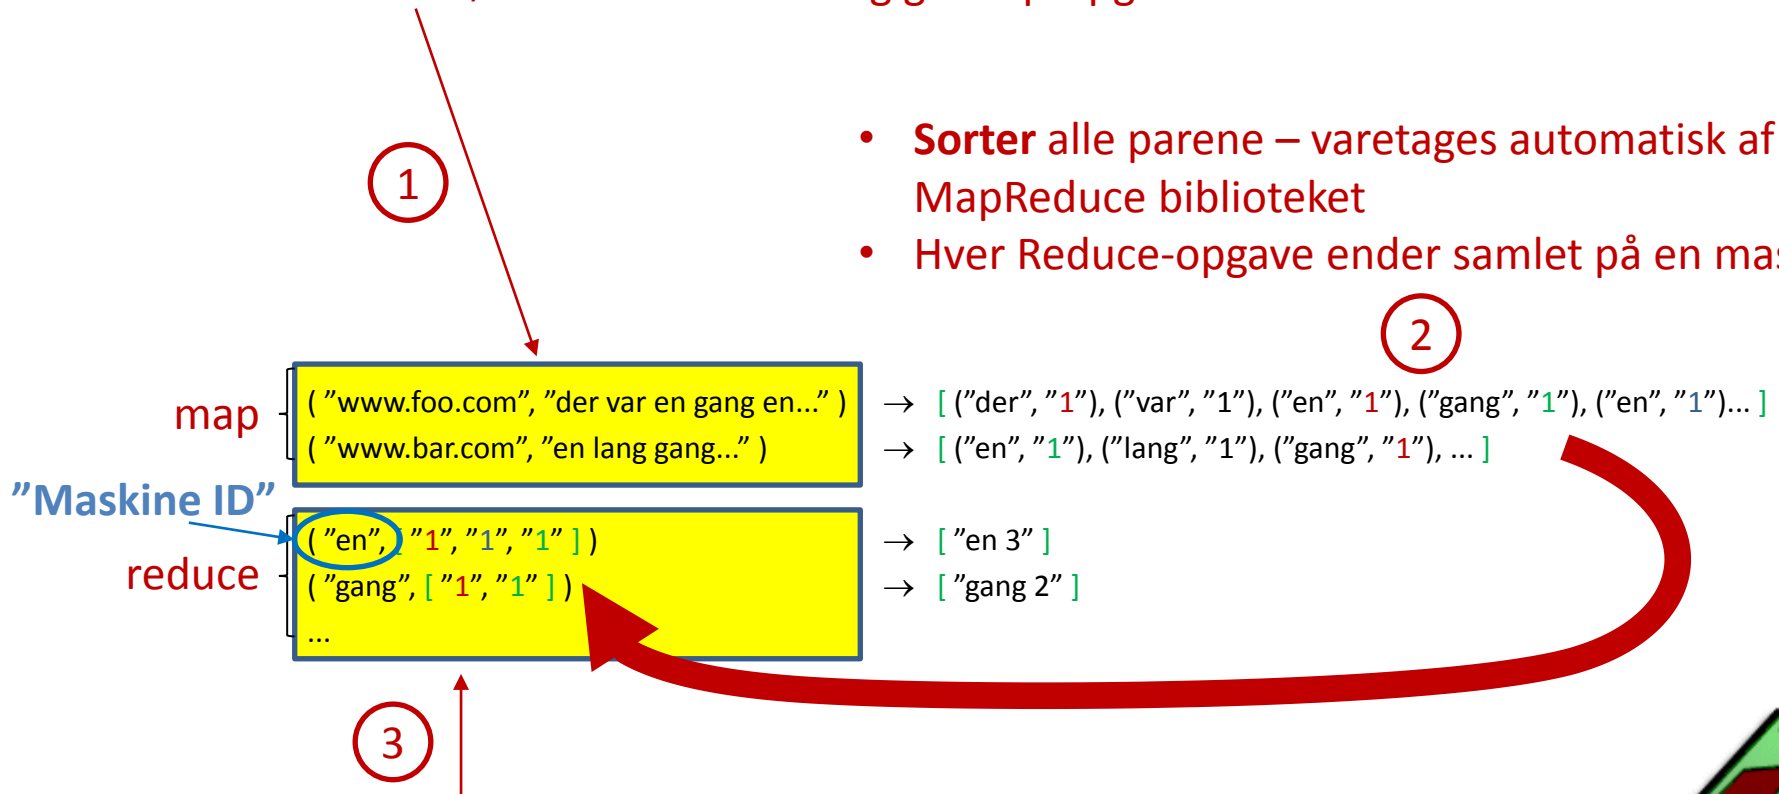 1
• Sorter alle parene – varetages automatisk af
MapReduce biblioteket
• Hver Reduce-opgave ender samlet på en
2
map
( ”www.foo.com”, ”der var en gang en...” ) → [ (”der”, ”1”), (”var”, ”1”), (”en”, ”1”), (”gang”, ”1”), (”en”, ”1”)... ]
( ”www.bar.com”, ”en lang gang...” ) → [ (”en”, ”1”), (”lang”, ”1”), (”gang”, ”1”), ... ]
”Maskine ID”
reduce
( ”en”, [ ”1”, ”1”, ”1” ] ) → [ ”en 3” ]
( ”gang”, [ ”1”, ”1” ] ) → [ ”gang 2” ]
...
3